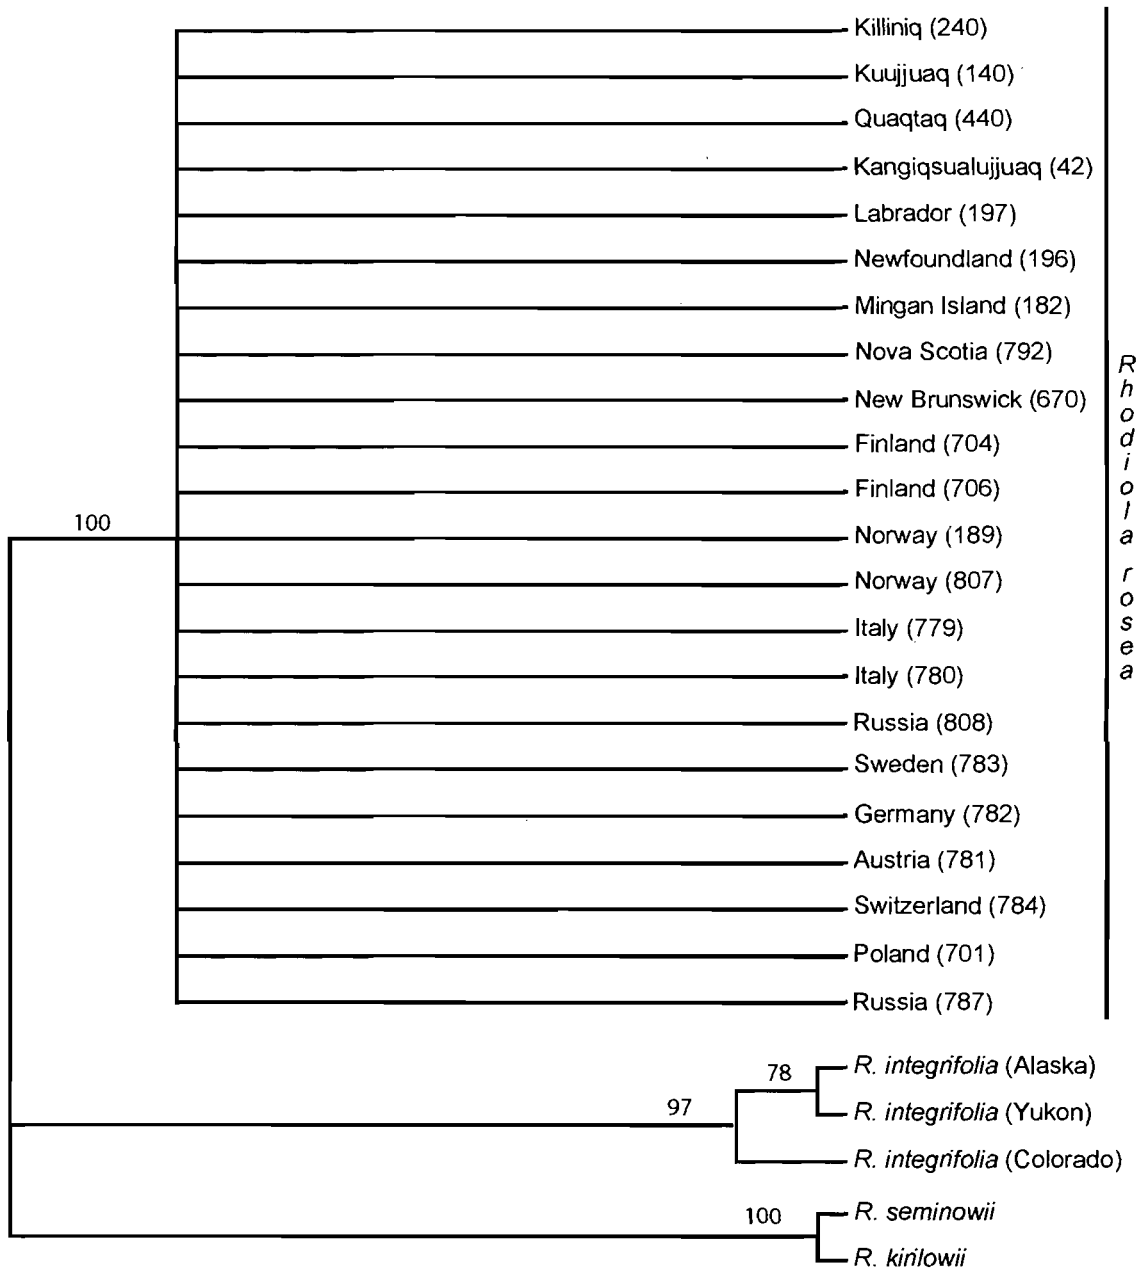 Killiniq (240)
Kuujjuaq (140)
Quaqtaq (440)
Kangiqsualujjuaq (42)
Labrador (197)
Newfoundland (196)
Mingan Island (182)
Nova Scotia (792)
New Brunswick (670)
Finland (704)
Finland (706)
100
Norway (189)
Norway (807)
Italy (779)
Italy (780)
Russia (808)
Sweden (783)
Germany (782)
Austria (781)
Switzerland (784)
Poland (701)
Russia (787)
Rhodiola rosea
R. integrifolia (Alaska)
78
R. integrifolia (Yukon)
97
R. integrifolia (Colorado)
R. seminowii
100
R. kirilowii